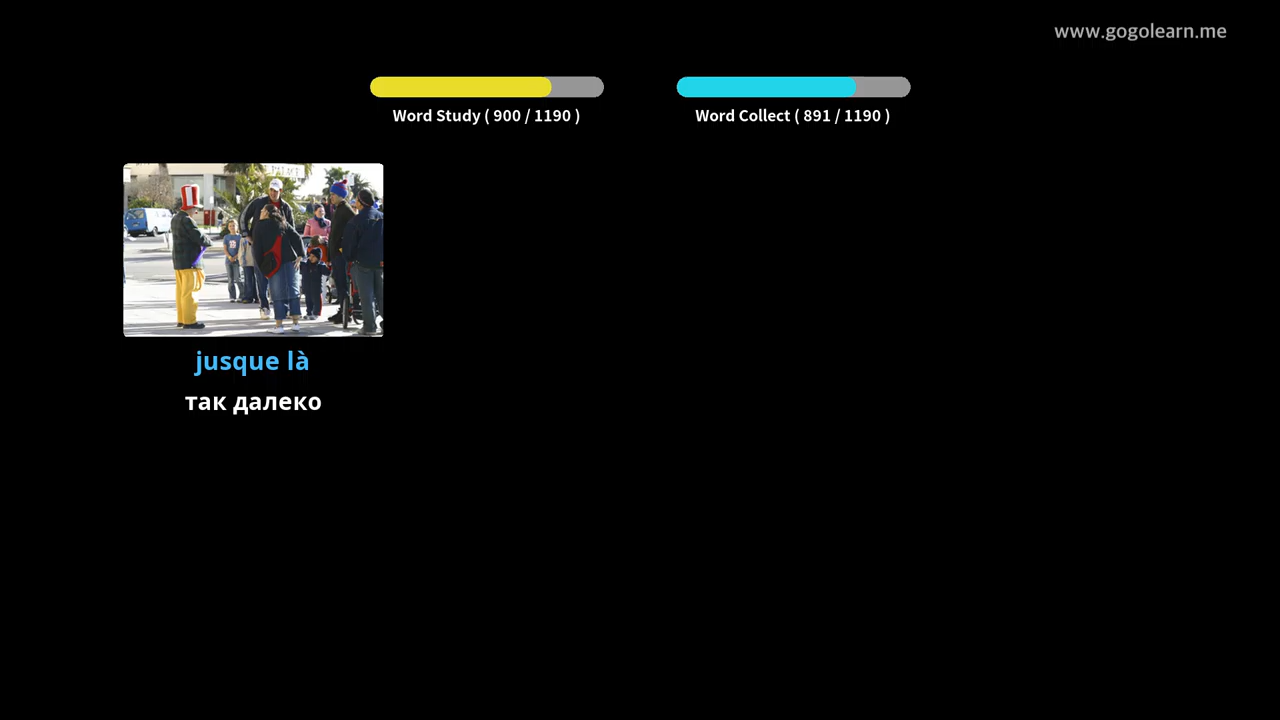 www.gogolearn.me
Word Study ( 900 / 1190 )
Word Collect ( 891 / 1190 )
jusque là
так далеко